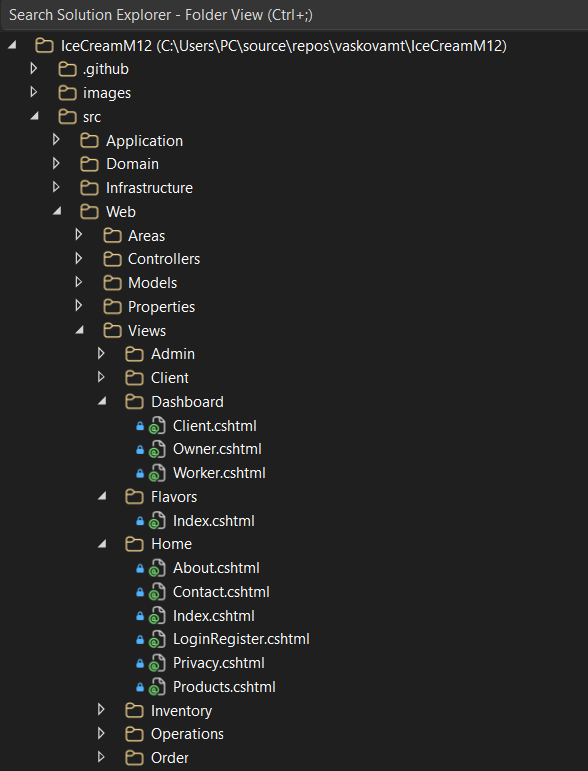 Search Solution Explorer - Folder View (Ctrl+;)
IceCreamM12 (C:\Users\PC\source\repos\vaskovamt\IceCreamM12)
.github
images
src
Application
Domain
Infrastructure
Web
Areas
Controllers
Models
Properties
Views
Admin
Client
Dashboard
Client.cshtml
Owner.cshtml
Worker.cshtml
Flavors
Index.cshtml
Home
About.cshtml
Contact.cshtml
Index.cshtml
LoginRegister.cshtml
Privacy.cshtml
Products.cshtml
Inventory
Operations
Order